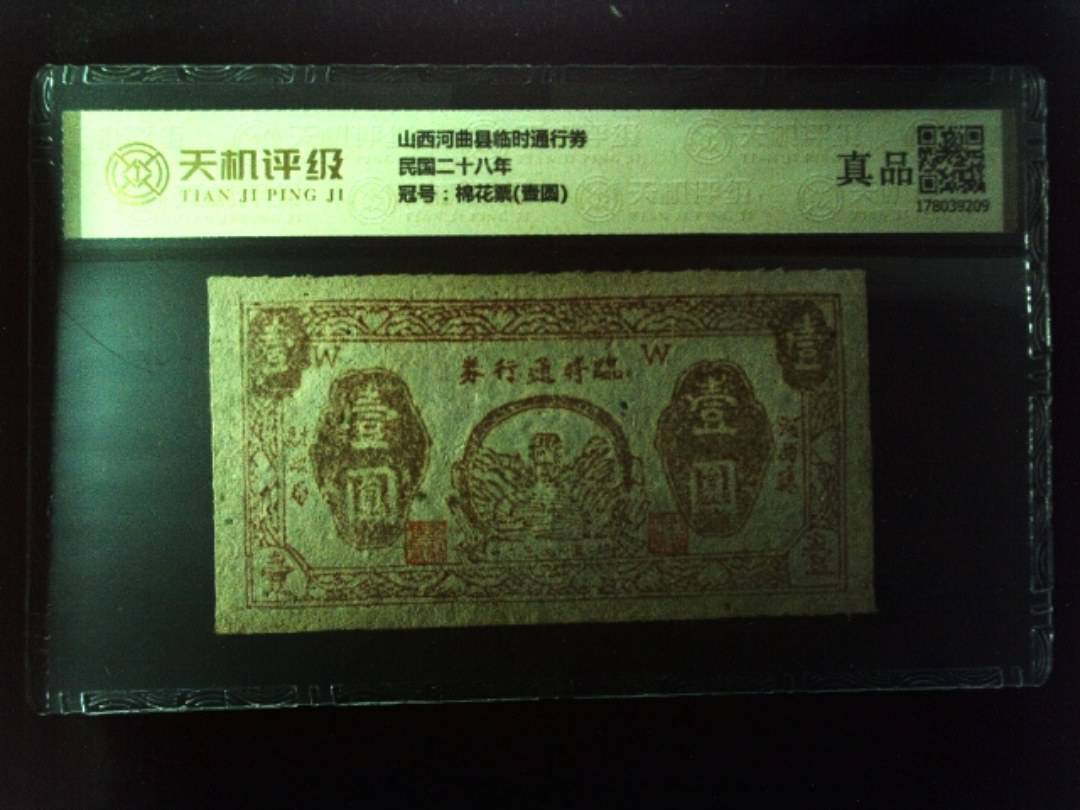 天机评级
TIAN JI PING JI
山西河曲县临时通行券
民国二十八年
冠号：棉花票(壹圆)
真品
178039209
壹
壹
W
W
券行通時臨
壹圓
壹圓
壹
壹